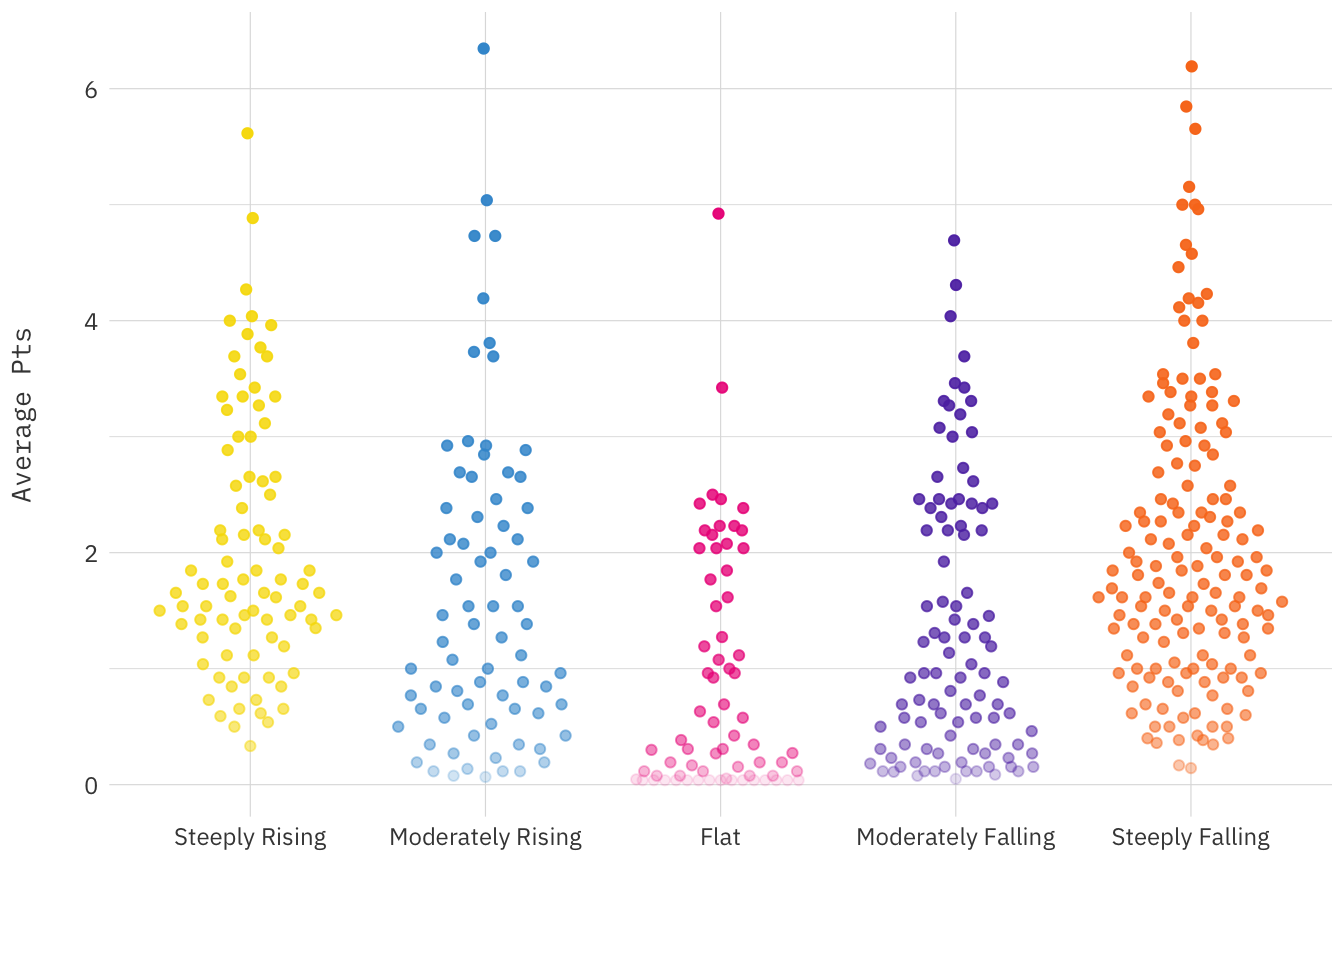 Average Pts
6
4
2
0
Steeply Rising
Moderately Rising
Flat
Moderately Falling
Steeply Falling